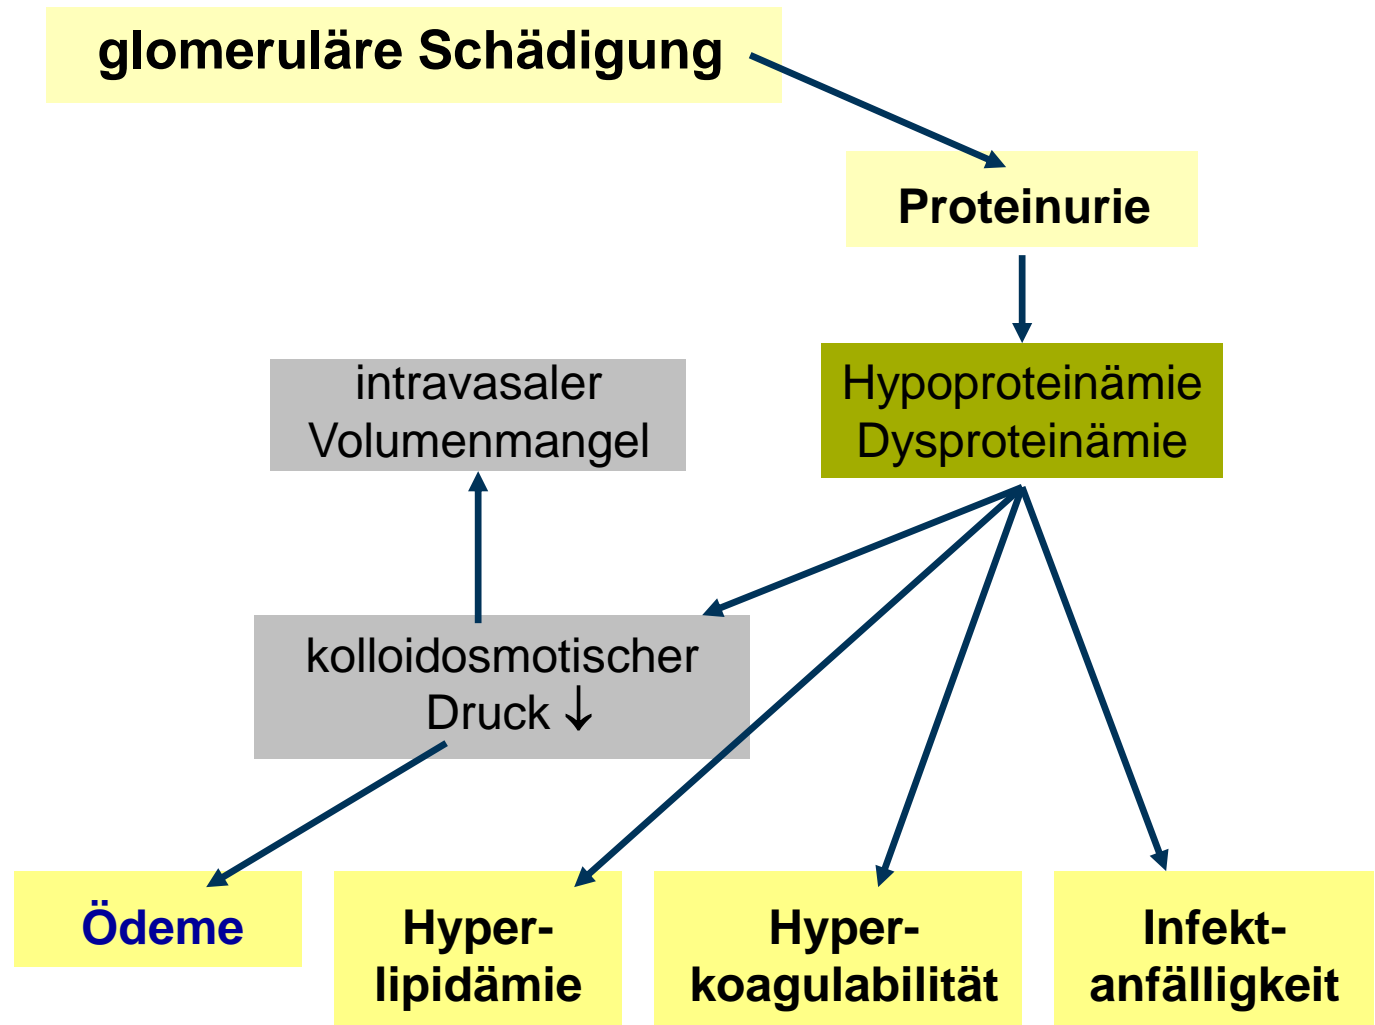 glomeruläre Schädigung
Proteinurie
intravasaler
Volumenmangel
Hypoproteinämie
Dysproteinämie
kolloidosmotischer
Druck ↓
Ödeme
Hyper-
lipidämie
Hyper-
koagulabilität
Infekt-
anfälligkeit